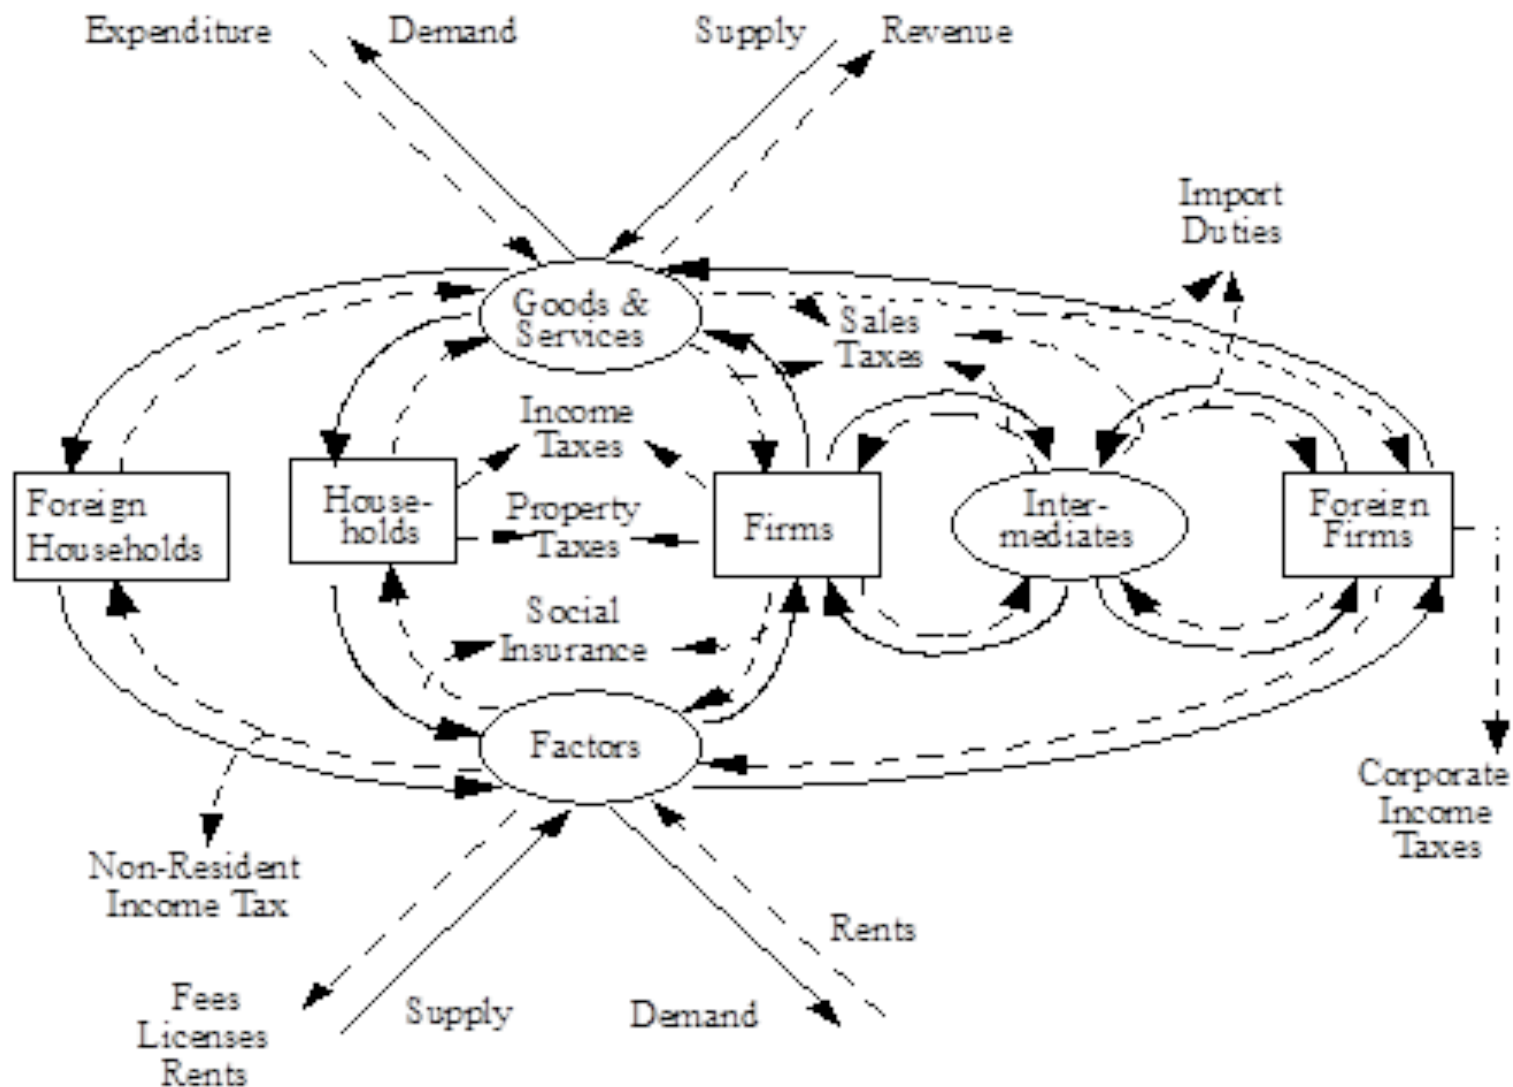 Expenditure
Demand
Supply
Revenue
Import
Duties
Goods &
Services
Sales
Taxes
Income
Taxes
Foreign
Households
House-
holds
Property
Taxes
Firms
Inter-
mediates
Foreign
Firms
Social
Insurance
Factors
Corporate
Income
Taxes
Non-Resident
Income Tax
Rents
Fees
Licenses
Rents
Supply
Demand